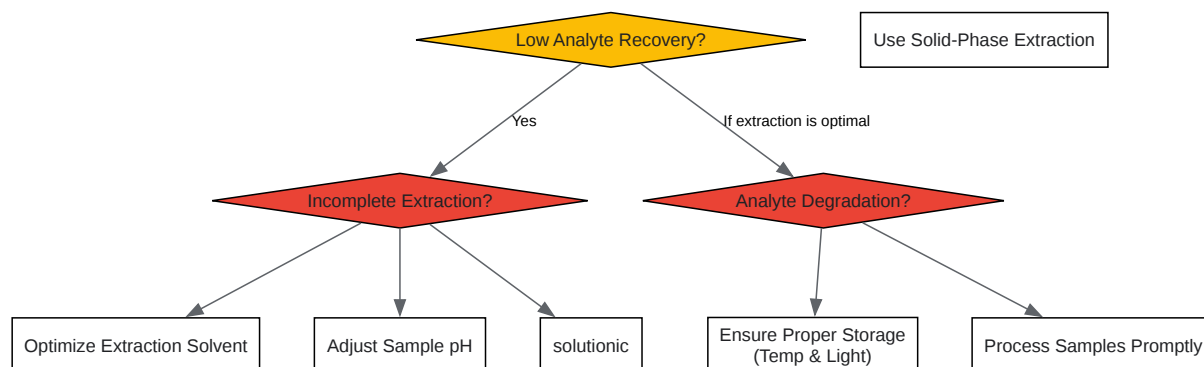 Low Analyte Recovery?
Use Solid-Phase Extraction
Yes
If extraction is optimal
Incomplete Extraction?
Analyte Degradation?
Optimize Extraction Solvent
Adjust Sample pH
solutionic
Ensure Proper Storage
(Temp & Light)
Process Samples Promptly